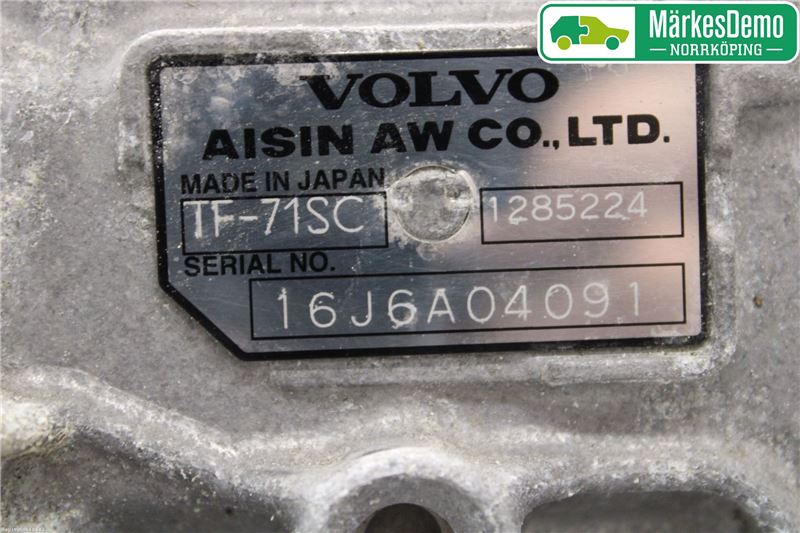 MärkesDemo
NORRKÖPING
VOLVO
AISIN AW CO., LTD.
MADE IN JAPAN
TF-71SC 1285224
SERIAL NO.
16J6A04091